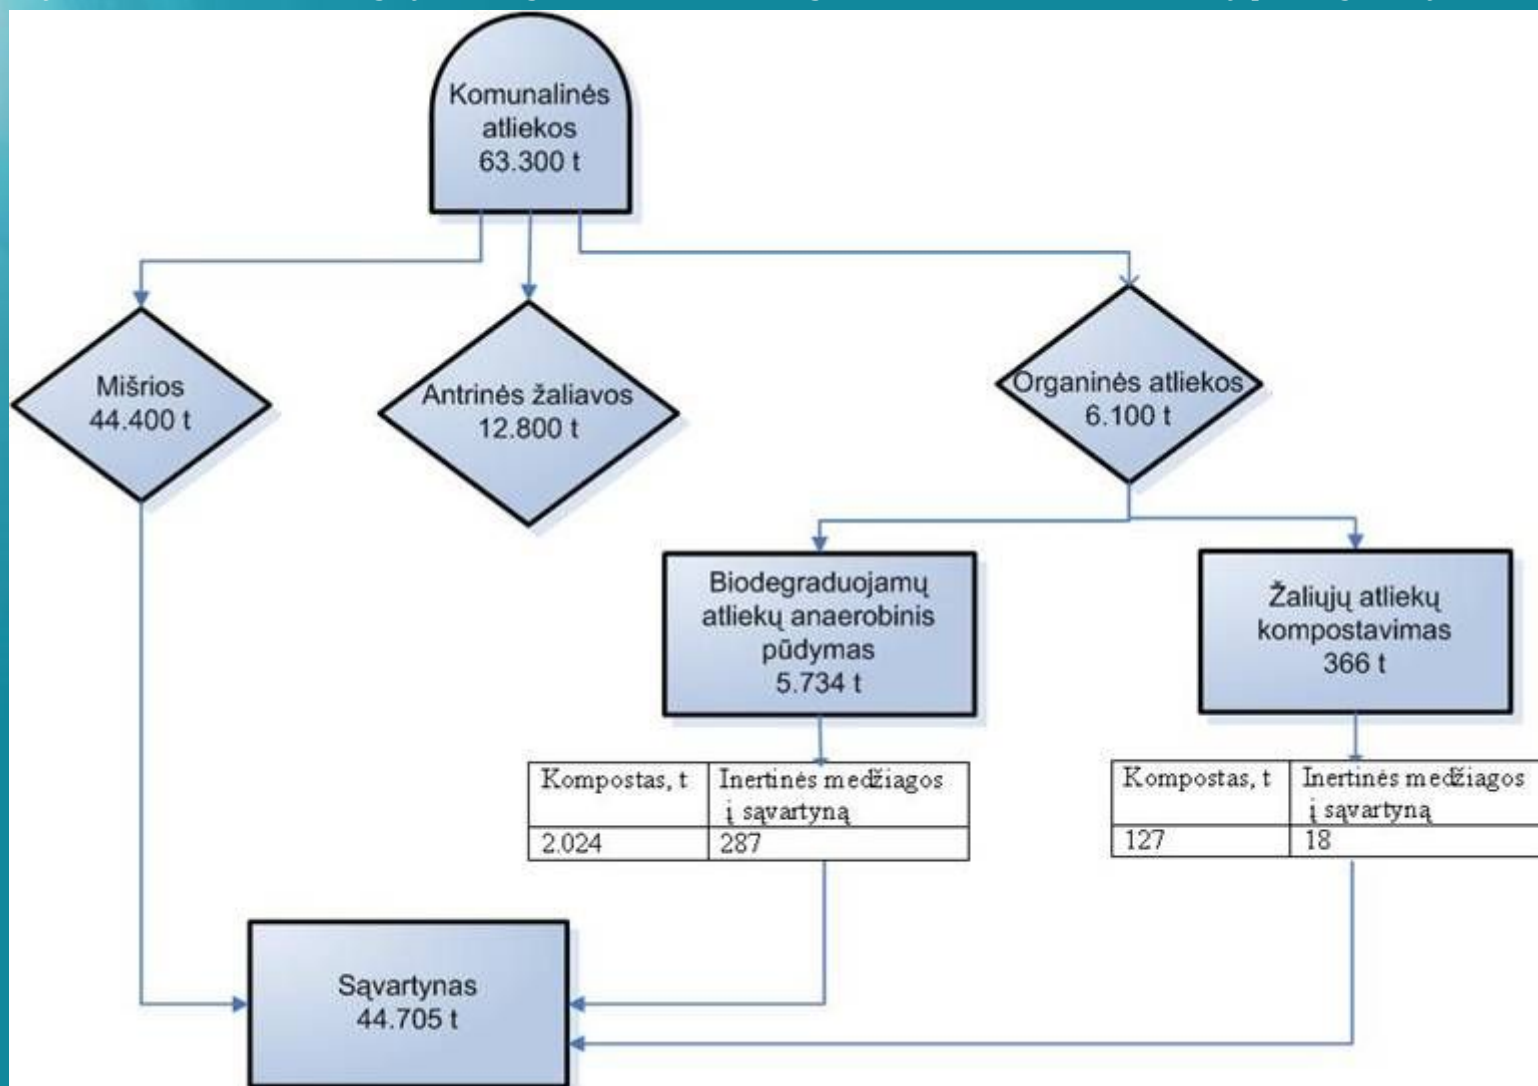 Komunalinės
atliekos
63.300 t
Mišrios
44.400 t
Antrinės žaliavos
12.800 t
Organinės atliekos
6.100 t
Biodegraduojamų
atliekų anaerobinis
pūdymas
5.734 t
Žaliųjų atliekų
kompostavimas
366 t
Kompostas, t
Inertinės medžiagos
į sąvartyną
2.024
287
Kompostas, t
Inertinės medžiagos
į sąvartyną
127
18
Sąvartynas
44.705 t